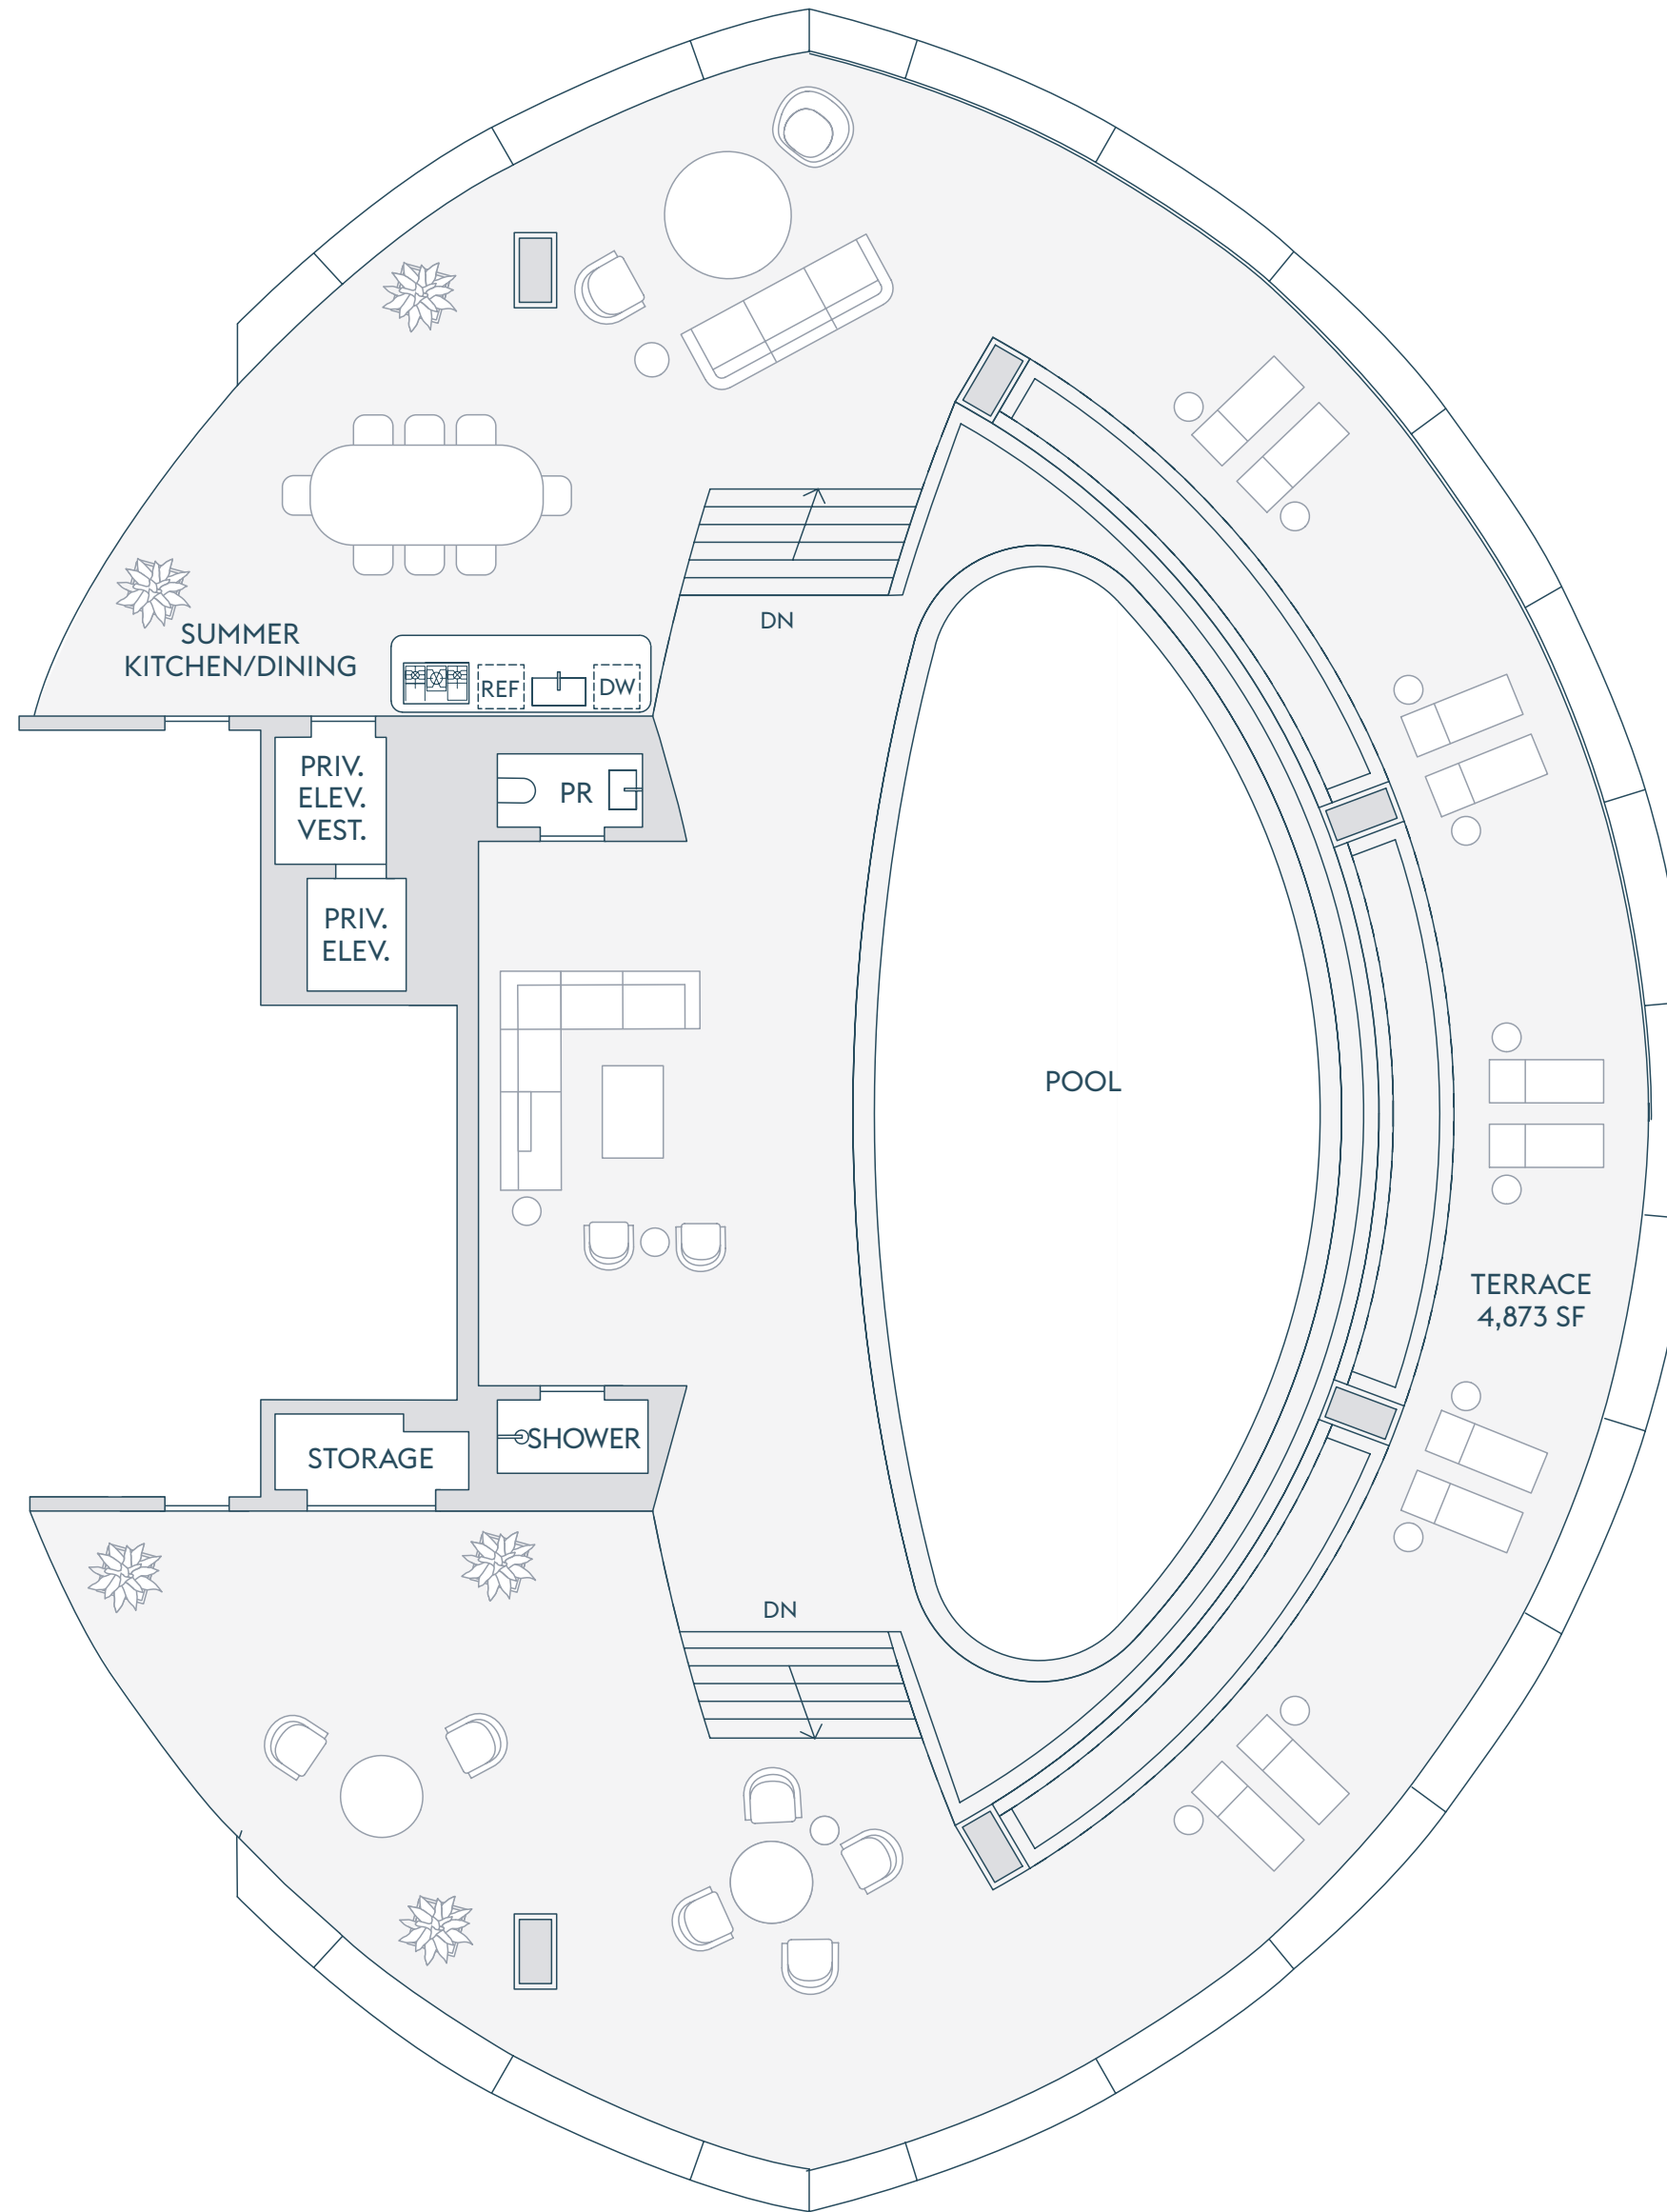 DN
SUMMER
KITCHEN/DINING
REF
DW
PRIV.
ELEV.
VEST.
PR
PRIV.
ELEV.
POOL
TERRACE
4,873 SF
SHOWER
STORAGE
DN